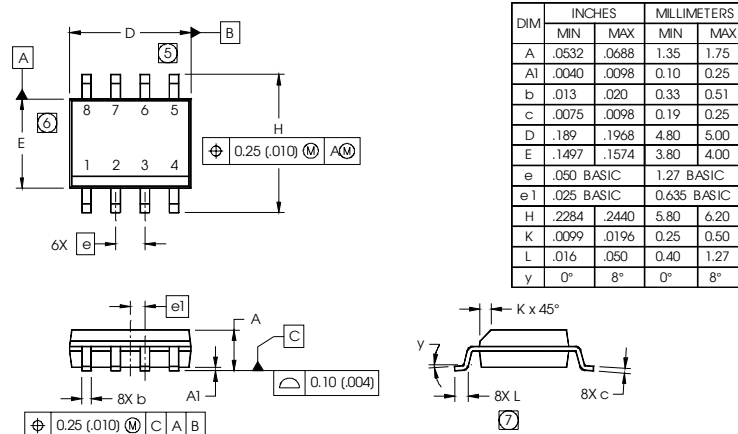 D
B
5
A
8 7 6 5
6
E
H
⌖ 0.25 (.010) Ⓜ A Ⓜ
1 2 3 4
6X e
DIM INCHES MILLIMETERS
MIN MAX MIN MAX
A .0532 .0688 1.35 1.75
A1 .0040 .0098 0.10 0.25
b .013 .020 0.33 0.51
c .0075 .0098 0.19 0.25
D .189 .1968 4.80 5.00
E .1497 .1574 3.80 4.00
e .050 BASIC 1.27 BASIC
e1 .025 BASIC 0.635 BASIC
H .2284 .2440 5.80 6.20
K .0099 .0196 0.25 0.50
L .016 .050 0.40 1.27
y 0° 8° 0° 8°
e1
A
C
A1
8X b
0.10 (.004)
⌖ 0.25 (.010) Ⓜ C A B
K x 45°
y
8X L
8X c
7